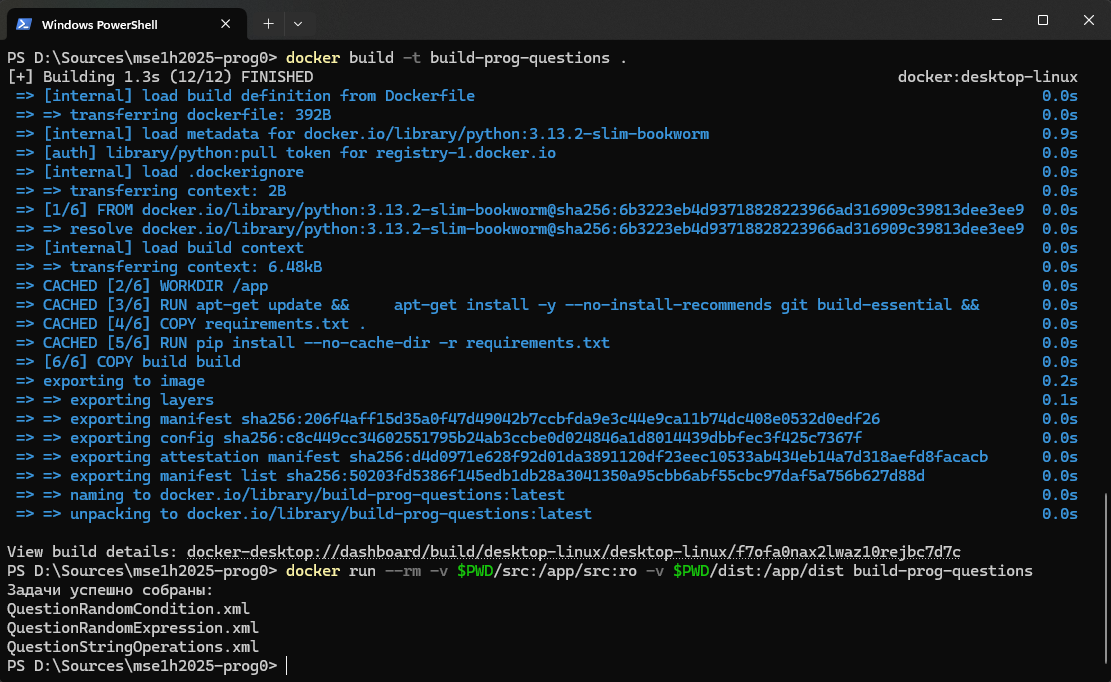 Windows PowerShell
PS D:\Sources\mse1h2025-prog0> docker build -t build-prog-questions .
[+] Building 1.3s (12/12) FINISHED docker:desktop-linux
=> [internal] load build definition from Dockerfile 0.0s
=> => transferring dockerfile: 392B 0.0s
=> [internal] load metadata for docker.io/library/python:3.13.2-slim-bookworm 0.9s
=> [auth] library/python:pull token for registry-1.docker.io 0.0s
=> [internal] load .dockerignore 0.0s
=> => transferring context: 2B 0.0s
=> [1/6] FROM docker.io/library/python:3.13.2-slim-bookworm@sha256:6b3223eb4d93718828223966ad316909c39813dee3ee9 0.0s
=> => resolve docker.io/library/python:3.13.2-slim-bookworm@sha256:6b3223eb4d93718828223966ad316909c39813dee3ee9 0.0s
=> [internal] load build context 0.0s
=> => transferring context: 6.48kB 0.0s
=> CACHED [2/6] WORKDIR /app 0.0s
=> CACHED [3/6] RUN apt-get update &&     apt-get install -y --no-install-recommends git build-essential && 0.0s
=> CACHED [4/6] COPY requirements.txt . 0.0s
=> CACHED [5/6] RUN pip install --no-cache-dir -r requirements.txt 0.0s
=> [6/6] COPY build build 0.0s
=> exporting to image 0.2s
=> => exporting layers 0.1s
=> => exporting manifest sha256:206f4aff15d35a0f47d49042b7ccbfda9e3c44e9ca11b74dc408e0532d0edf26 0.0s
=> => exporting config sha256:c8c449cc34602551795b24ab3ccbe0d024846a1d8014439dbbfec3f425c7367f 0.0s
=> => exporting attestation manifest sha256:d4d0971e628f92d01da3891120df23eec10533ab434eb14a7d318aefd8facacb 0.0s
=> => exporting manifest list sha256:50203fd5386f145edb1db28a3041350a95cbb6abf55cbc97daf5a756b627d88d 0.0s
=> => naming to docker.io/library/build-prog-questions:latest 0.0s
=> => unpacking to docker.io/library/build-prog-questions:latest 0.0s
View build details: docker-desktop://dashboard/build/desktop-linux/desktop-linux/f7ofa0nax2lwaz10rejbc7d7c
PS D:\Sources\mse1h2025-prog0> docker run --rm -v $PWD/src:/app/src:ro -v $PWD/dist:/app/dist build-prog-questions
Задачи успешно собраны:
QuestionRandomCondition.xml
QuestionRandomExpression.xml
QuestionStringOperations.xml
PS D:\Sources\mse1h2025-prog0>